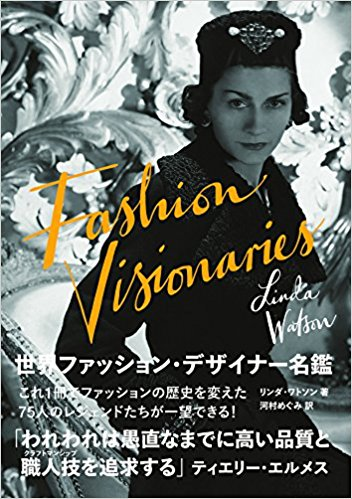 Fashion
Visionaries
Linda
Watson
世界ファッション・デザイナー名鑑
これ1冊でファッションの歴史を変えた
75人のレジェンドたちが一望できる!
リンダ・ワトソン 著
河村めぐみ 訳
「われわれは愚直なまでに高い品質と
クラフトマンシップ
職人技を追求する」ティエリー・エルメス